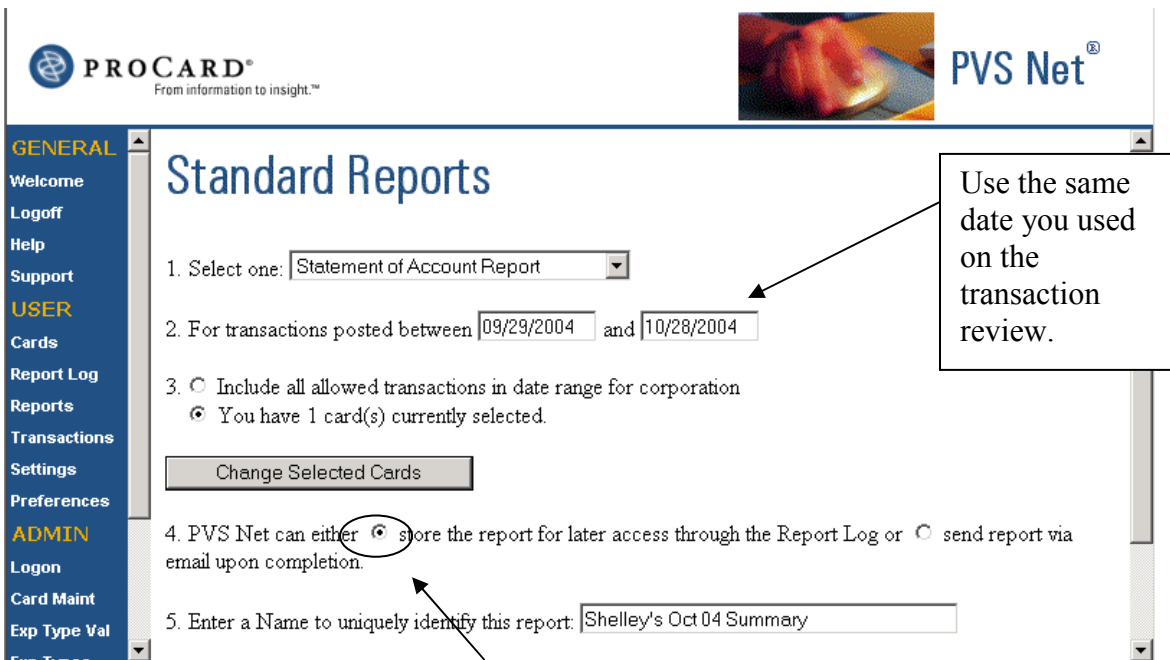 PROCARD®
From information to insight.™
PVS Net®
GENERAL
Welcome
Logoff
Help
Support
USER
Cards
Report Log
Reports
Transactions
Settings
Preferences
ADMIN
Logon
Card Maint
Exp Type Val
Exp Types
Standard Reports
1. Select one: Statement of Account Report
2. For transactions posted between 09/29/2004 and 10/28/2004
3. Include all allowed transactions in date range for corporation
You have 1 card(s) currently selected.
Change Selected Cards
4. PVS Net can either store the report for later access through the Report Log or send report via
email upon completion.
5. Enter a Name to uniquely identify this report: Shelley's Oct 04 Summary
Use the same
date you used
on the
transaction
review.